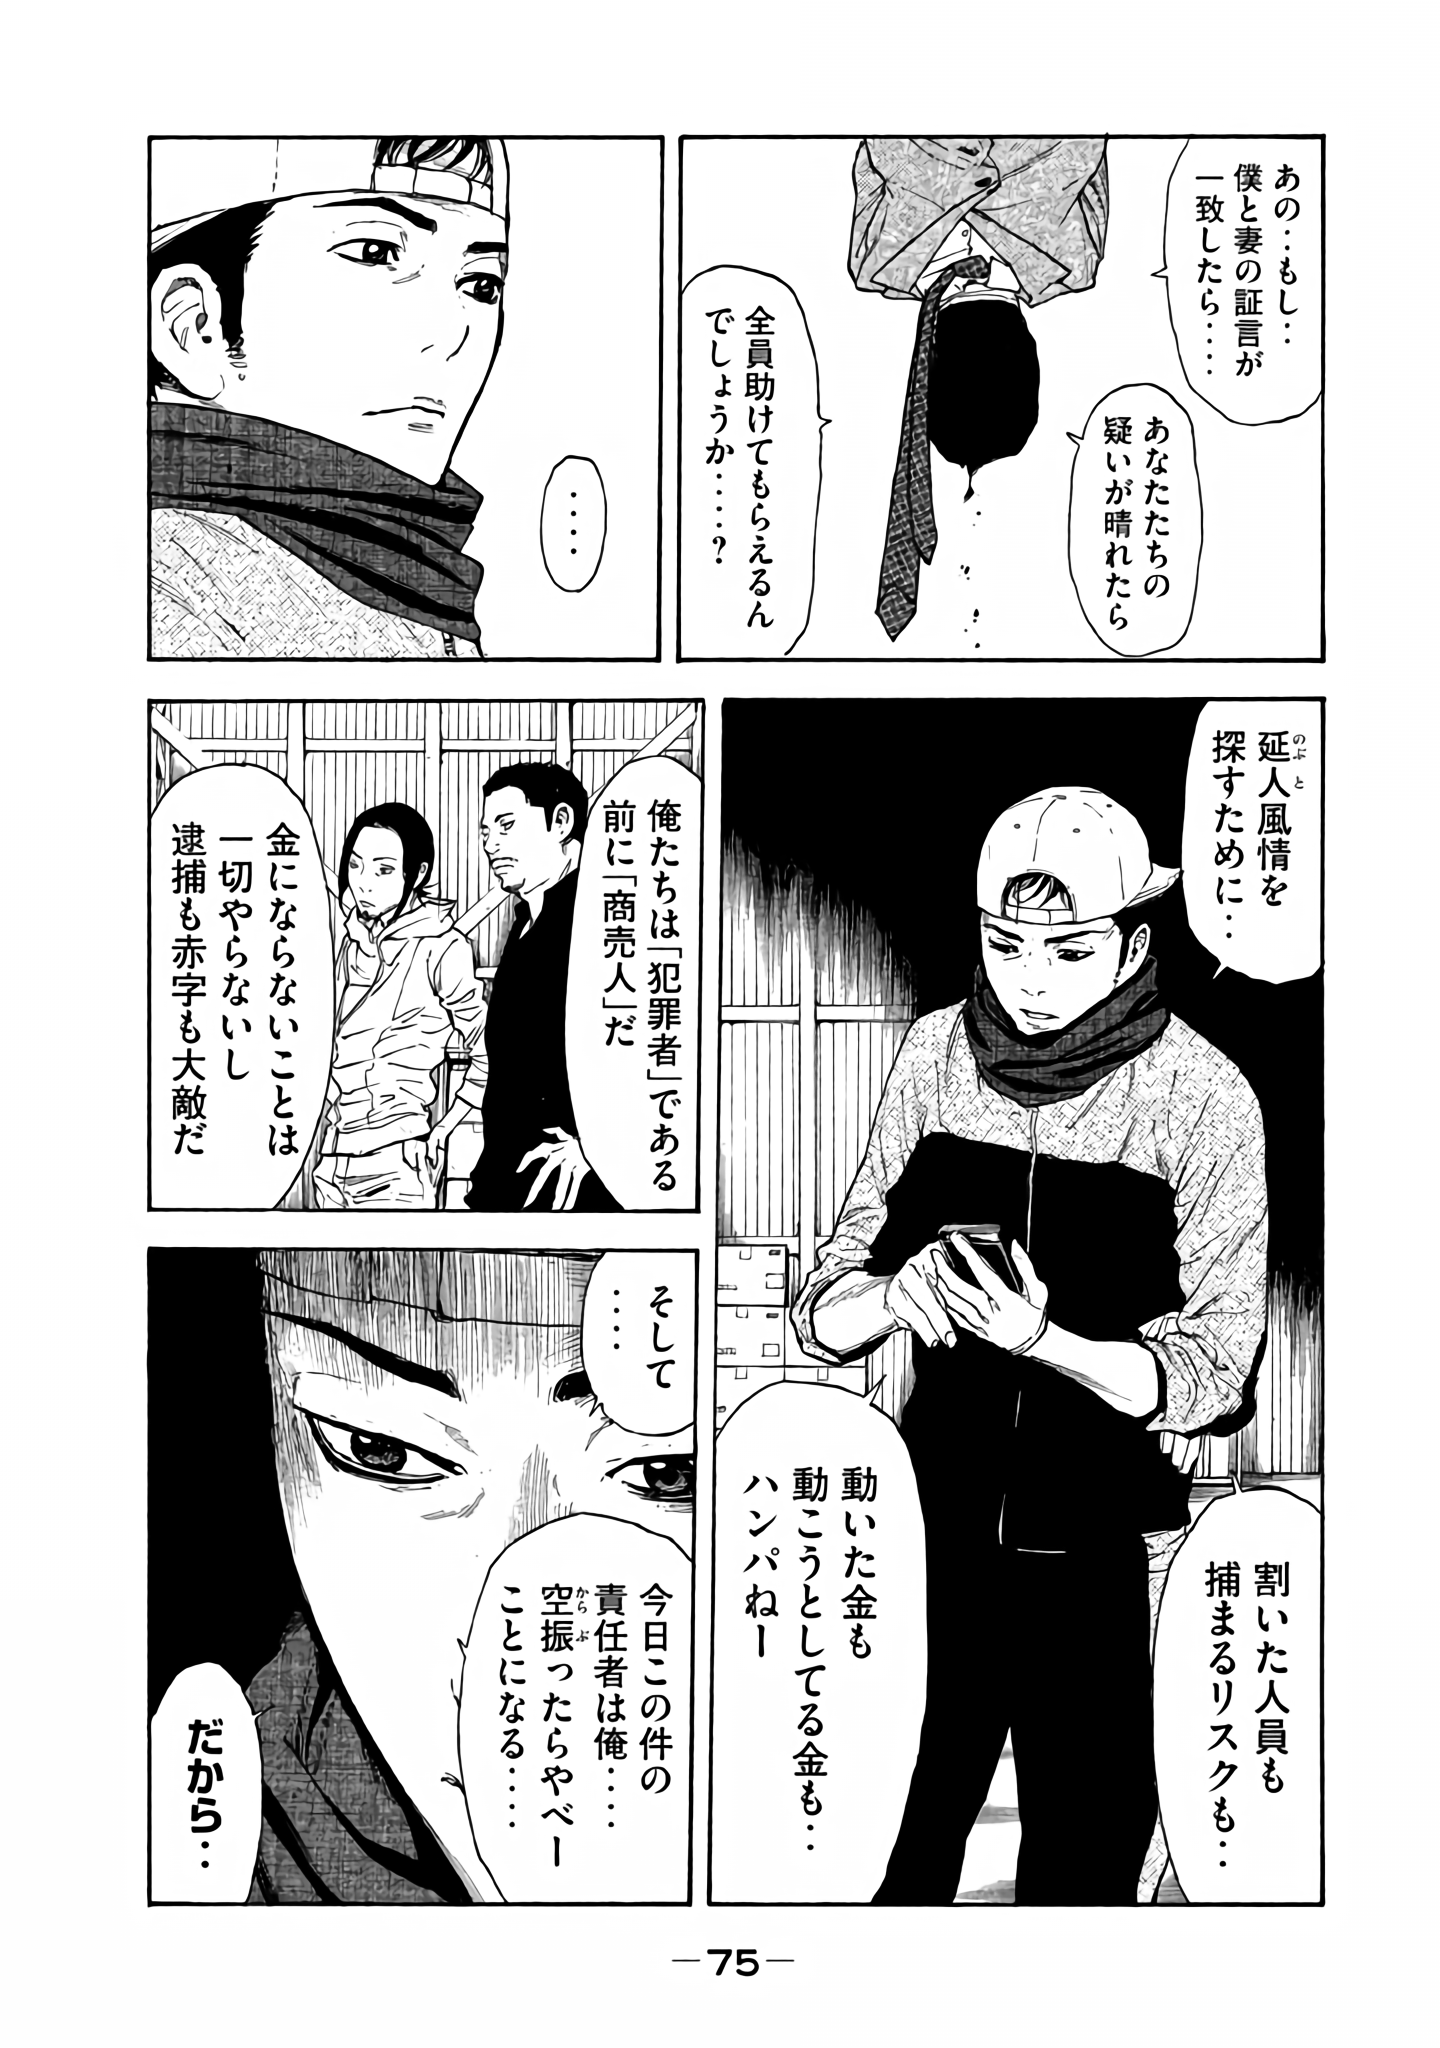 あの‥もし‥
僕と妻の証言が
一致したら‥‥
あなたたちの
疑いが晴れたら
全員助けてもらえるん
でしょうか‥‥‥?
‥‥
延人風情を
のぶと
探すために‥
割いた人員も
捕まるリスクも‥
動いた金も
動こうとしてる金も‥
ハンパねー
俺たちは「犯罪者」である
前に「商売人」だ
金にならないことは
一切やらないし
逮捕も赤字も大敵だ
そして
‥‥
今日この件の
責任者は俺‥‥
空振ったらやべー
からぶ
ことになる‥‥
だから‥
—75—